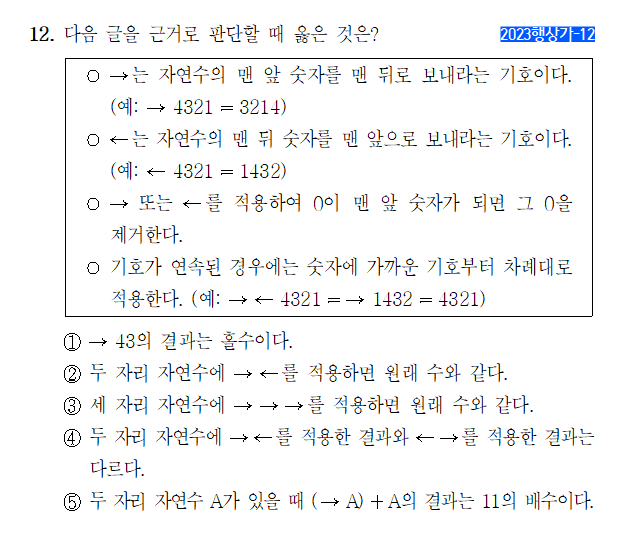 12. 다음 글을 근거로 판단할 때 옳은 것은?
2023행상가-12
○ →는 자연수의 맨 앞 숫자를 맨 뒤로 보내라는 기호이다.
(예: → 4321 = 3214)
○ ←는 자연수의 맨 뒤 숫자를 맨 앞으로 보내라는 기호이다.
(예: ← 4321 = 1432)
○ → 또는 ←를 적용하여 0이 맨 앞 숫자가 되면 그 0을
제거한다.
○ 기호가 연속된 경우에는 숫자에 가까운 기호부터 차례대로
적용한다. (예: → ← 4321 = → 1432 = 4321)
① → 43의 결과는 홀수이다.
② 두 자리 자연수에 → ←를 적용하면 원래 수와 같다.
③ 세 자리 자연수에 → → →를 적용하면 원래 수와 같다.
④ 두 자리 자연수에 → ←를 적용한 결과와 ← →를 적용한 결과는
다르다.
⑤ 두 자리 자연수 A가 있을 때 (→ A) + A의 결과는 11의 배수이다.